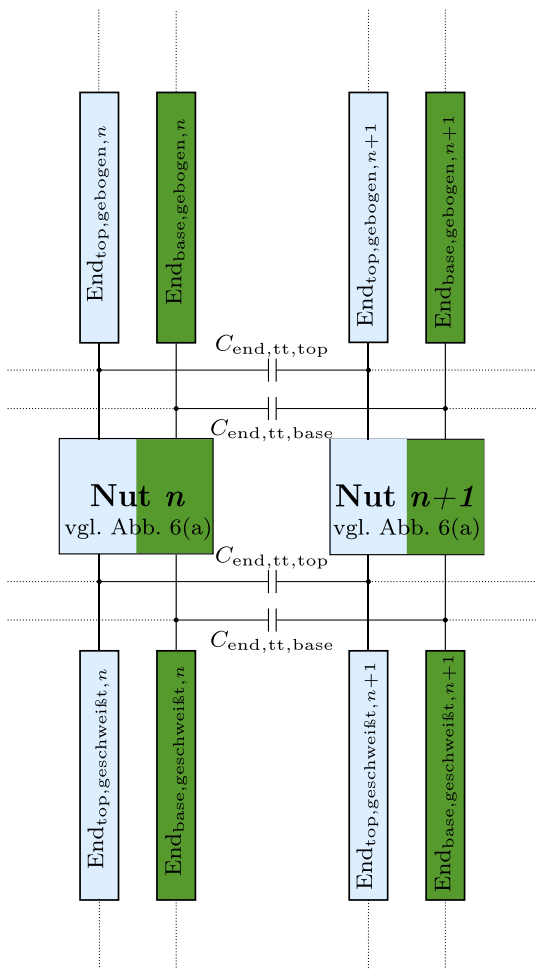 End_top,gebogen,n
End_base,gebogen,n
End_top,gebogen,n+1
End_base,gebogen,n+1
C_end,tt,top
C_end,tt,base
Nut n
vgl. Abb. 6(a)
Nut n+1
vgl. Abb. 6(a)
C_end,tt,top
C_end,tt,base
End_top,geschweißt,n
End_base,geschweißt,n
End_top,geschweißt,n+1
End_base,geschweißt,n+1